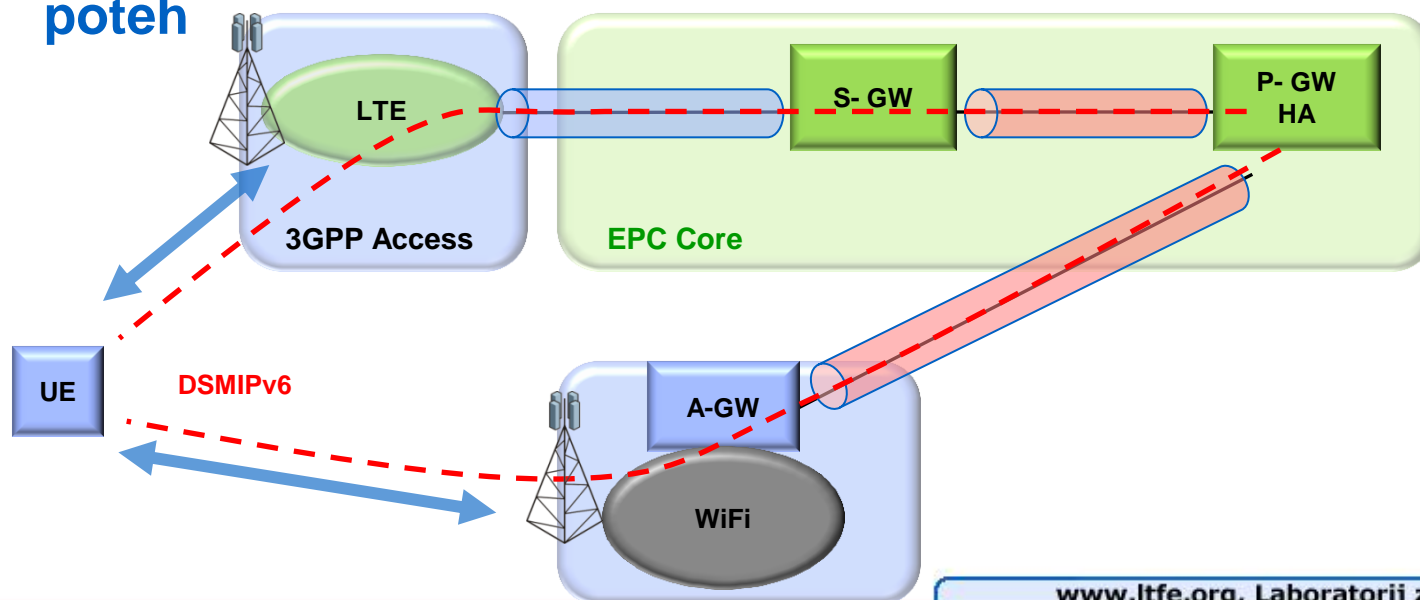 poteh
LTE
S- GW
P- GW
HA
3GPP Access
EPC Core
UE
DSMIPv6
A-GW
WiFi
www.ltfe.org, Laboratorij z